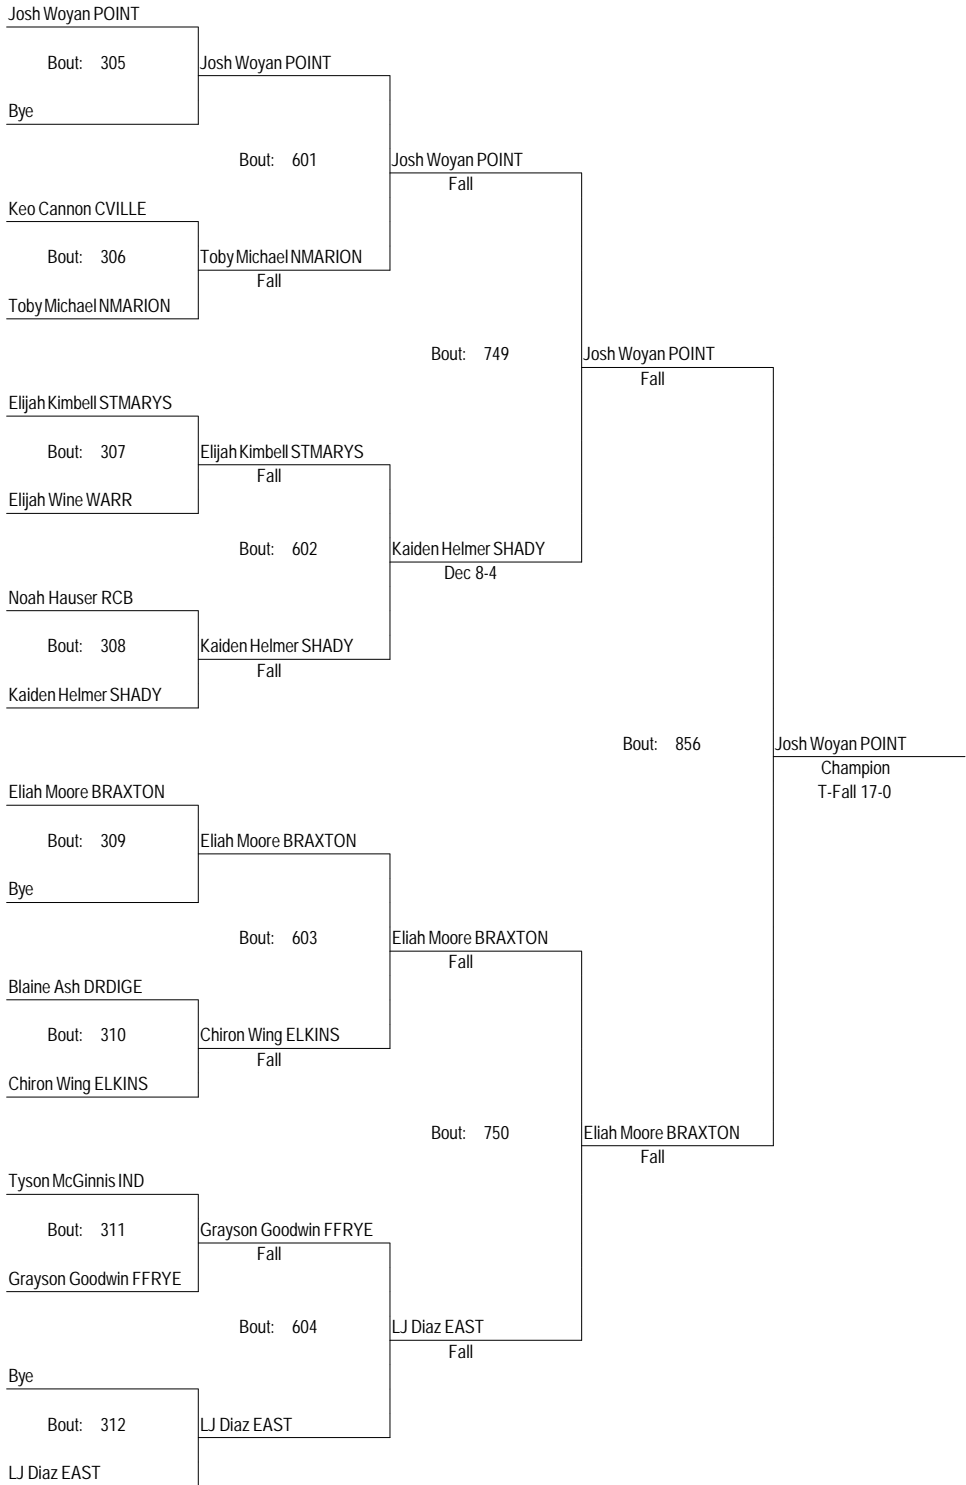 Josh Woyan POINT
Bout: 305
Josh Woyan POINT
Bye
Bout: 601
Josh Woyan POINT
Fall
Keo Cannon CVILLE
Bout: 306
Toby Michael NMARION
Fall
Toby Michael NMARION
Bout: 749
Josh Woyan POINT
Fall
Elijah Kimbell STMARYS
Bout: 307
Elijah Kimbell STMARYS
Fall
Elijah Wine WARR
Bout: 602
Kaiden Helmer SHADY
Dec 8-4
Noah Hauser RCB
Bout: 308
Kaiden Helmer SHADY
Fall
Kaiden Helmer SHADY
Bout: 856
Josh Woyan POINT
Champion
T-Fall 17-0
Eliah Moore BRAXTON
Bout: 309
Eliah Moore BRAXTON
Bye
Bout: 603
Eliah Moore BRAXTON
Fall
Blaine Ash DRDIGE
Bout: 310
Chiron Wing ELKINS
Fall
Chiron Wing ELKINS
Bout: 750
Eliah Moore BRAXTON
Fall
Tyson McGinnis IND
Bout: 311
Grayson Goodwin FFRYE
Fall
Grayson Goodwin FFRYE
Bout: 604
LJ Diaz EAST
Fall
Bye
Bout: 312
LJ Diaz EAST
LJ Diaz EAST